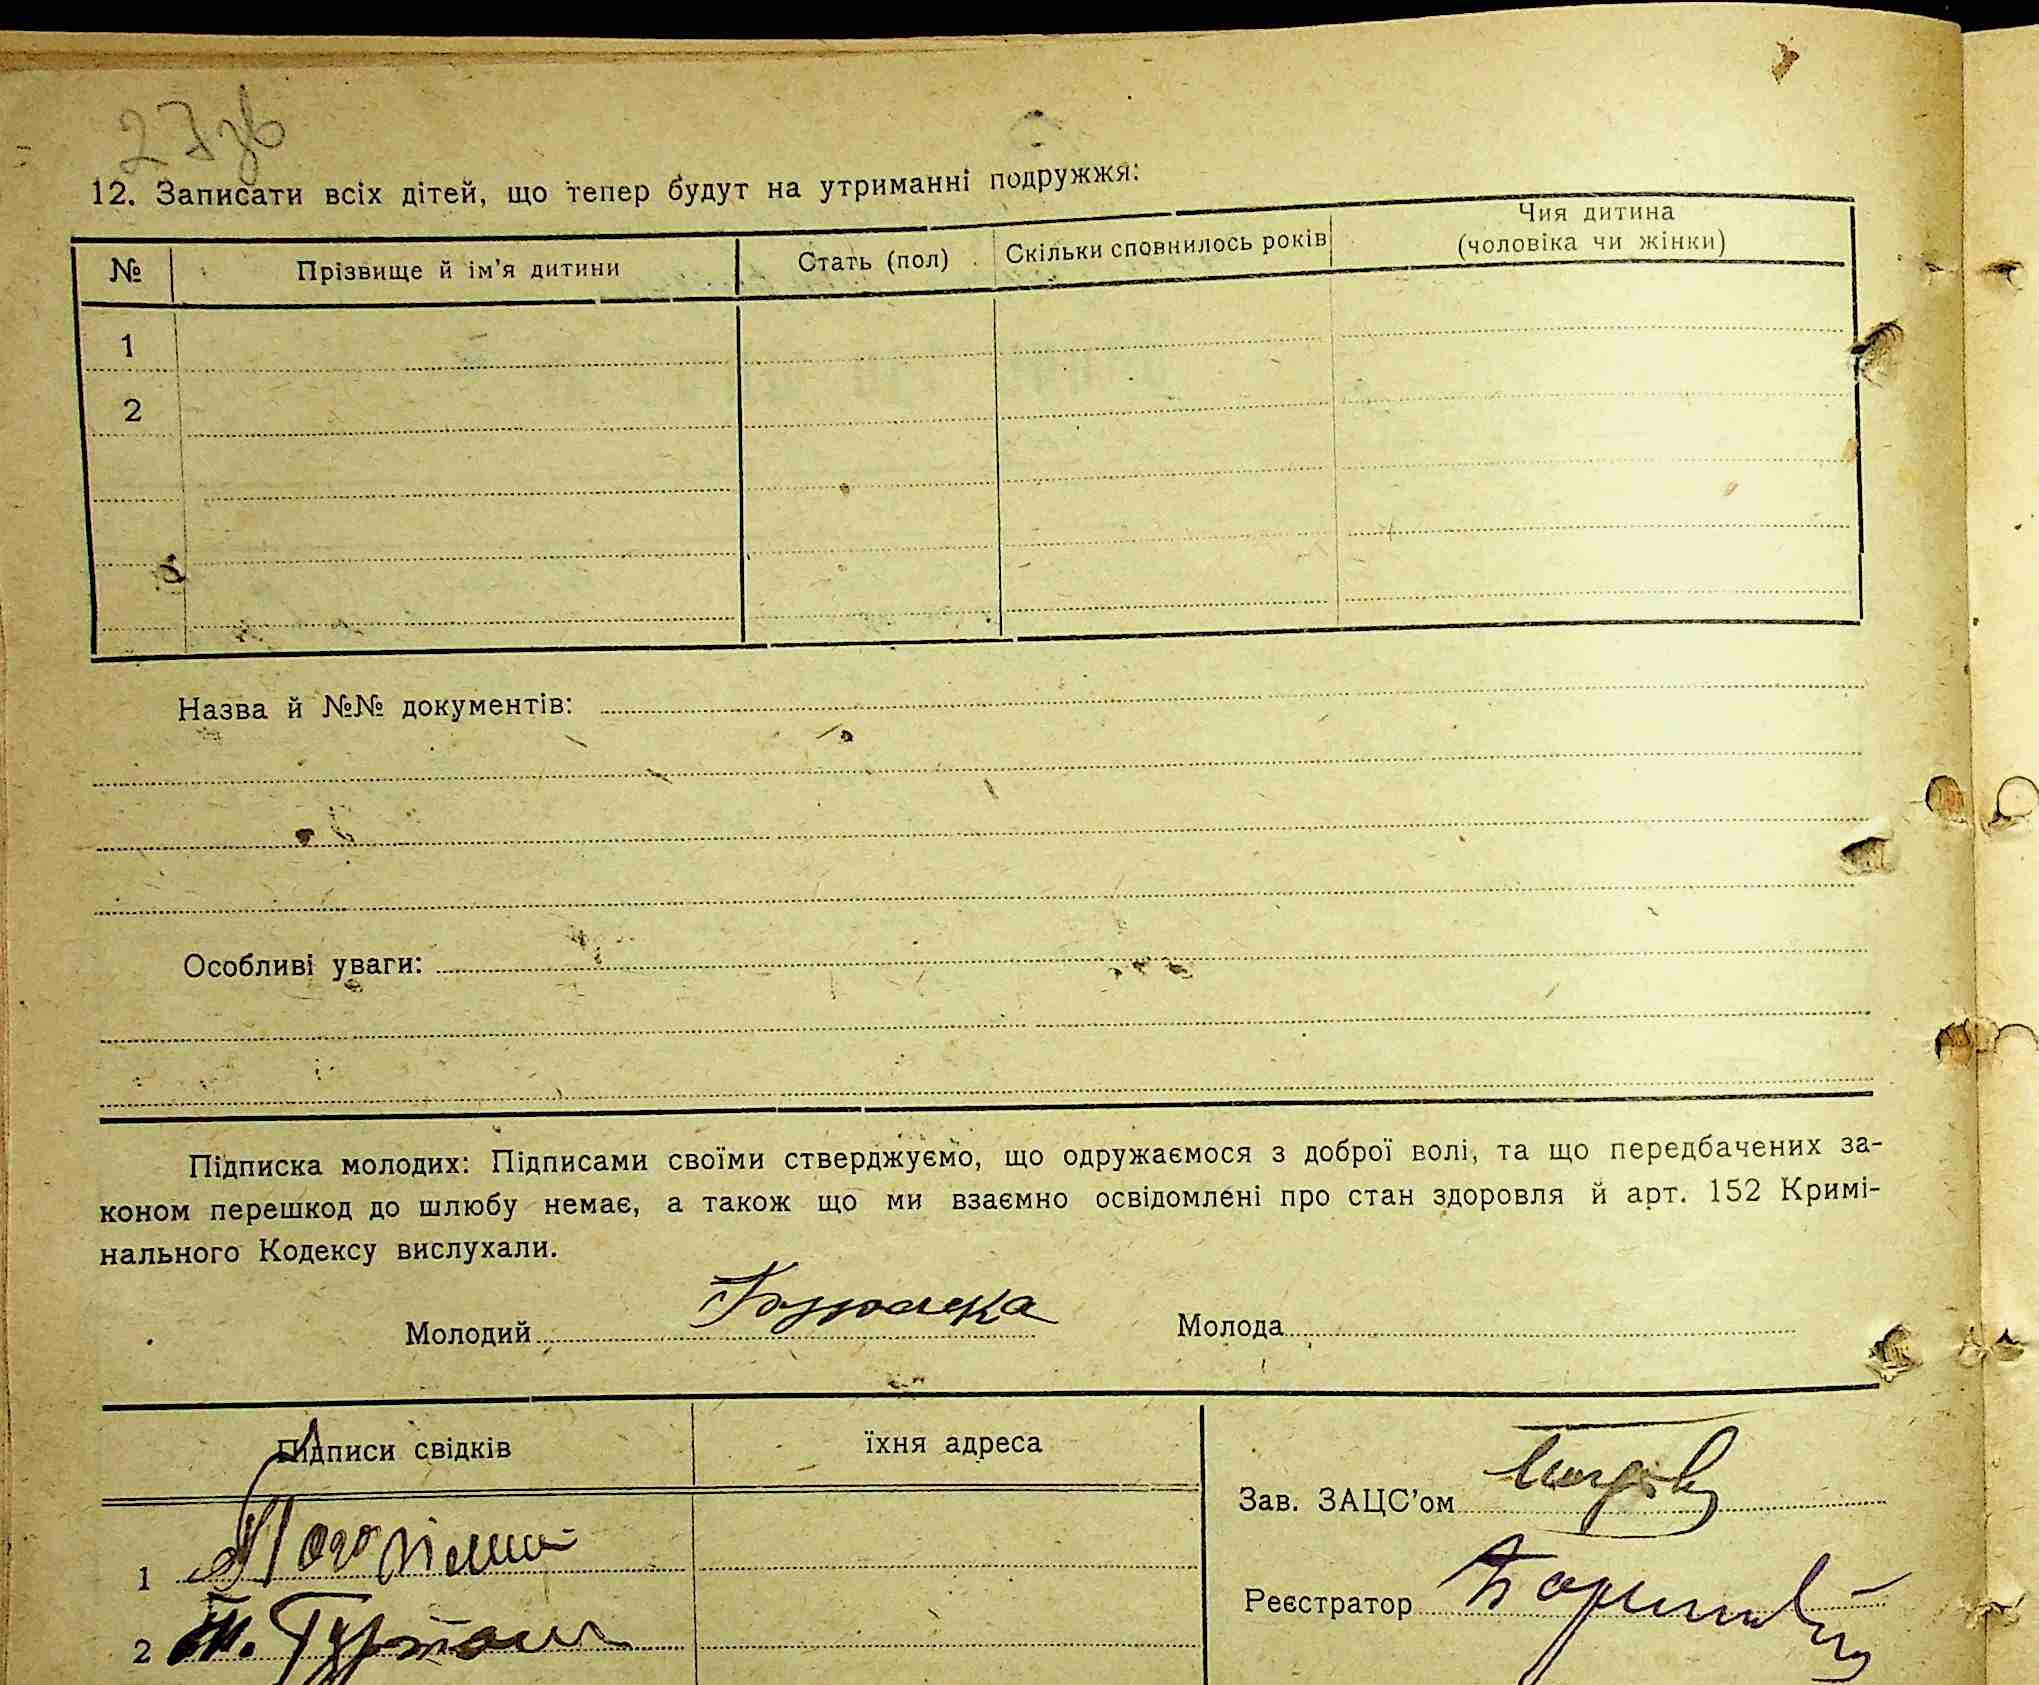 27зв
12. Записати всіх дітей, що тепер будут на утриманні подружжя:
№ Прізвище й ім'я дитини Стать (пол) Скільки сповнилось років Чия дитина
(чоловіка чи жінки)
1
2
Назва й №№ документів:
Особливі уваги:
Підписка молодих: Підписами своїми стверджуємо, що одружаємося з доброї волі, та що передбачених за-
коном перешкод до шлюбу немає, а також що ми взаємно освідомлені про стан здоровля й арт. 152 Кримі-
нального Кодексу вислухали.
Молодий Молода
Підписи свідків їхня адреса
Зав. ЗАЦС'ом
1
Реєстратор
2